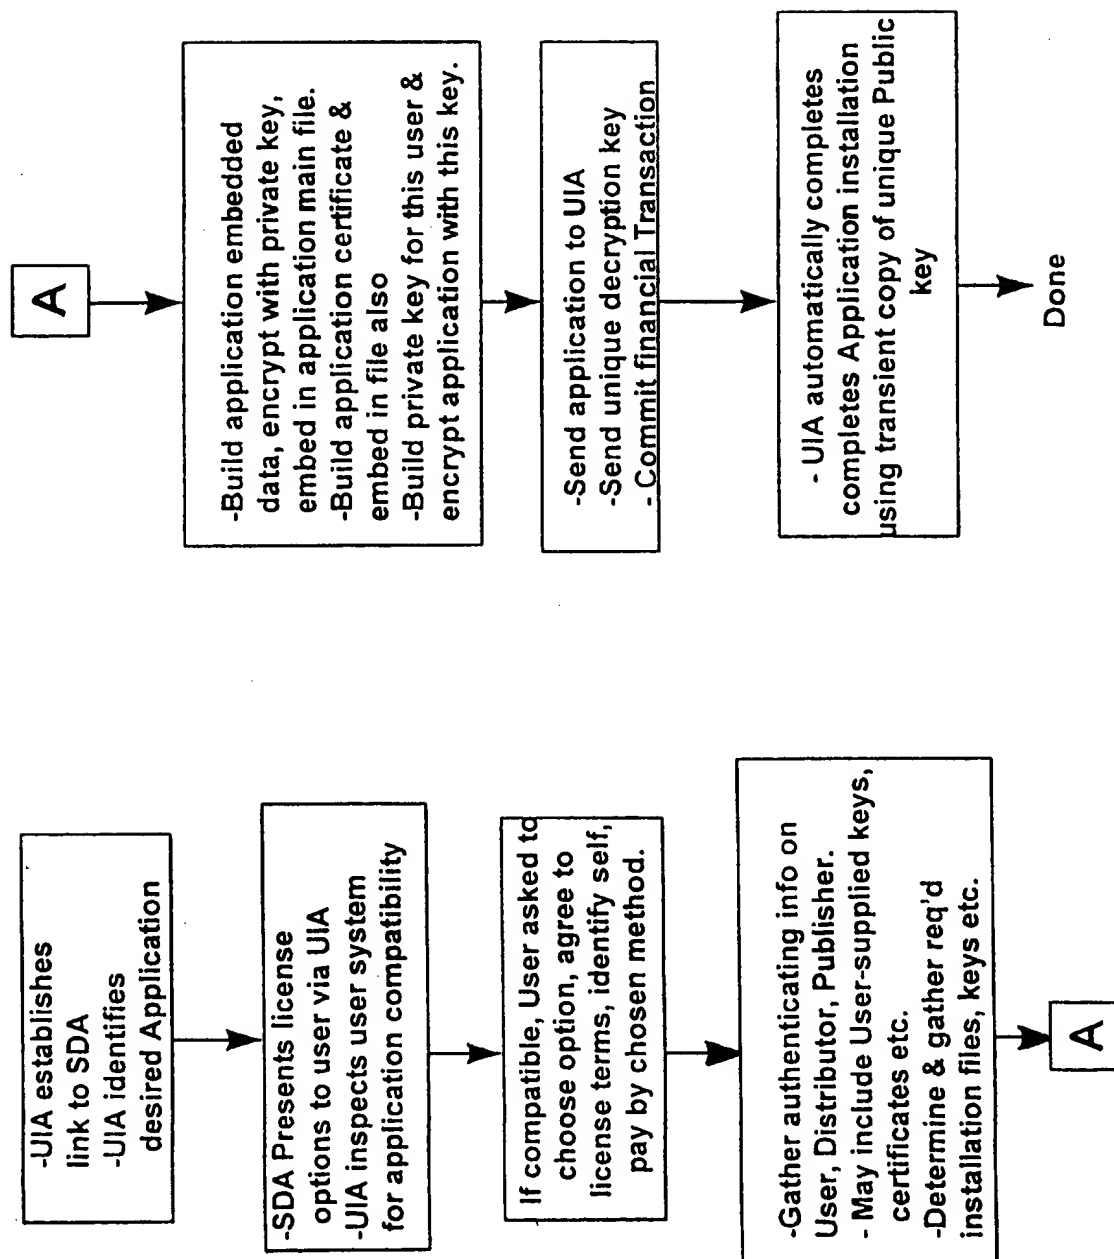 -UIA establishes
link to SDA
-UIA identifies
desired Application
-SDA Presents license
options to user via UIA
-UIA inspects user system
for application compatibility
If compatible, User asked to
choose option, agree to
license terms, identify self,
pay by chosen method.
-Gather authenticating info on
User, Distributor, Publisher.
- May include User-supplied keys,
certificates etc.
-Determine & gather req'd
installation files, keys etc.
A
A
-Build application embedded
data, encrypt with private key,
embed in application main file.
-Build application certificate &
embed in file also
-Build private key for this user &
encrypt application with this key.
-Send application to UIA
-Send unique decryption key
- Commit financial Transaction
- UIA automatically completes
completes Application installation
using transient copy of unique Public
key
Done